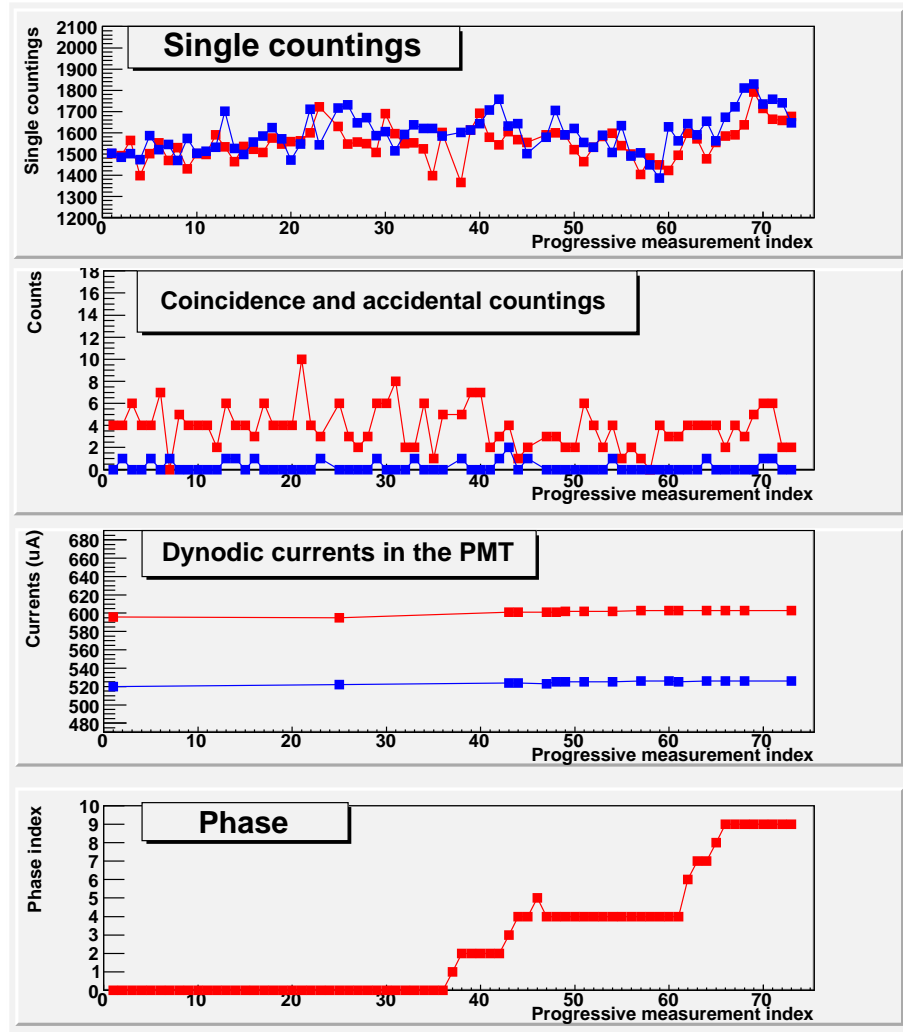 Single countings
Single countings
2100
2000
1900
1800
1700
1600
1500
1400
1300
1200
0 10 20 30 40 50 60 70
Progressive measurement index
Coincidence and accidental countings
Counts
18
16
14
12
10
8
6
4
2
0
0 10 20 30 40 50 60 70
Progressive measurement index
Dynodic currents in the PMT
Currrents (uA)
680
660
640
620
600
580
560
540
520
500
480
0 10 20 30 40 50 60 70
Progressive measurement index
Phase
Phase index
10
9
8
7
6
5
4
3
2
1
0
0 10 20 30 40 50 60 70
Progressive measurement index